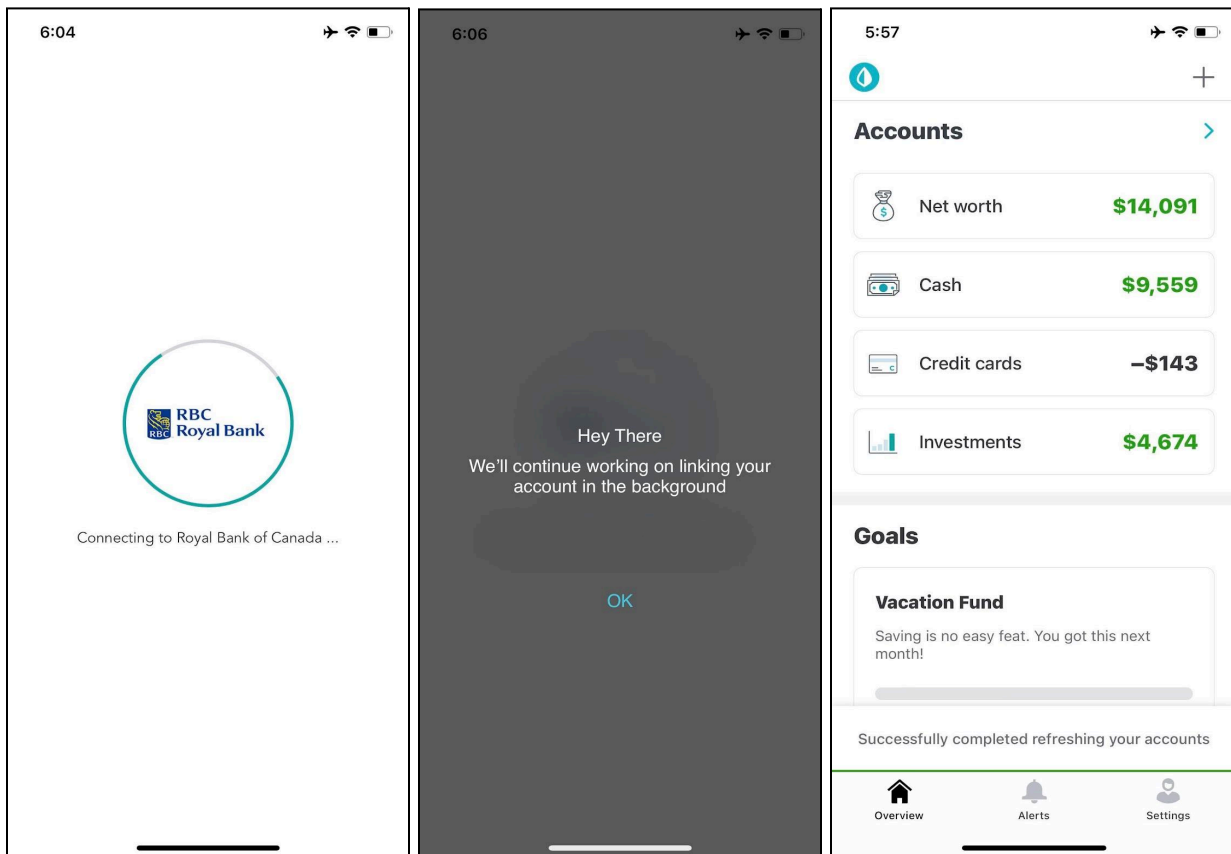 6:04
RBC
RBC
Royal Bank
Connecting to Royal Bank of Canada ...
6:06
Hey There
We'll continue working on linking your
account in the background
OK
5:57
Accounts
$
Net worth
$14,091
Cash
$9,559
C
Credit cards
–$143
Investments
$4,674
Goals
Vacation Fund
Saving is no easy feat. You got this next
month!
Successfully completed refreshing your accounts
Overview
Alerts
Settings